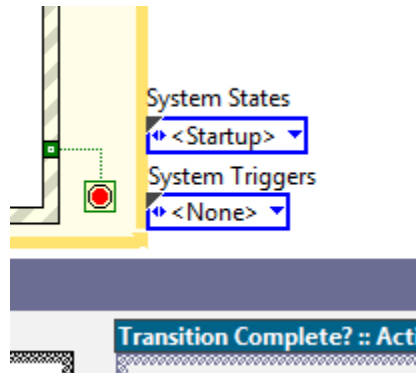 System States
<Startup>
System Triggers
<None>
Transition Complete? :: Acti